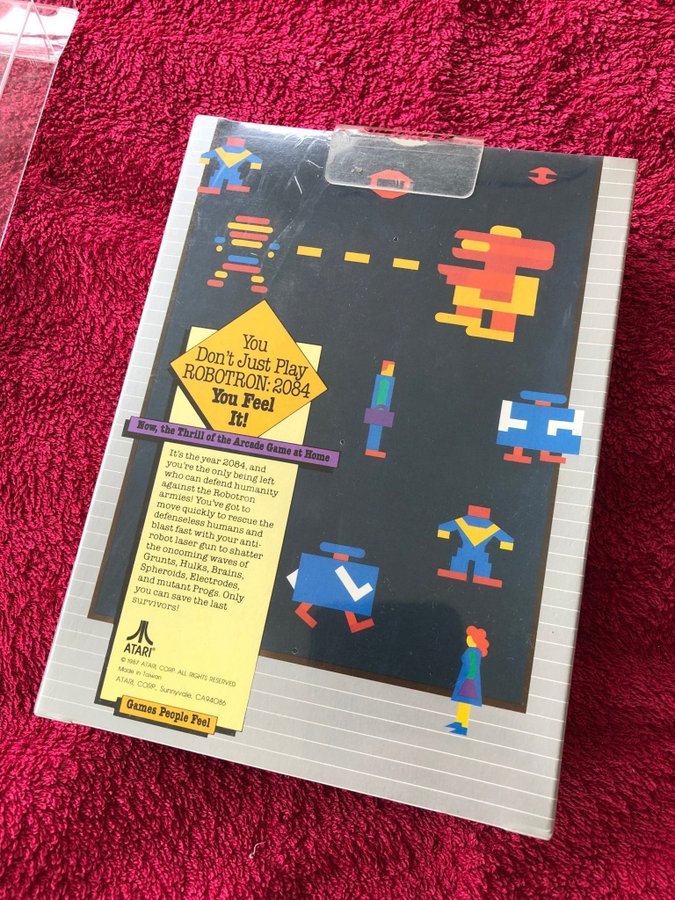 You
Don't Just Play
ROBOTRON: 2084
You Feel
It!
Now, the Thrill of the Arcade Game at Home
It's the year 2084, and
you're the only being left
who can defend humanity
against the Robotron
armies! You've got to
move quickly to rescue the
defenseless humans and
blast fast with your anti-
robot laser gun to shatter
the oncoming waves of
Grunts, Hulks, Brains,
Spheroids, Electrodes,
and mutant Progs. Only
you can save the last
survivors!
ATARI®
© 1987 ATARI, CORP. ALL RIGHTS RESERVED
Made in Taiwan
ATARI, CORP., Sunnyvale, CA94086
Games People Feel